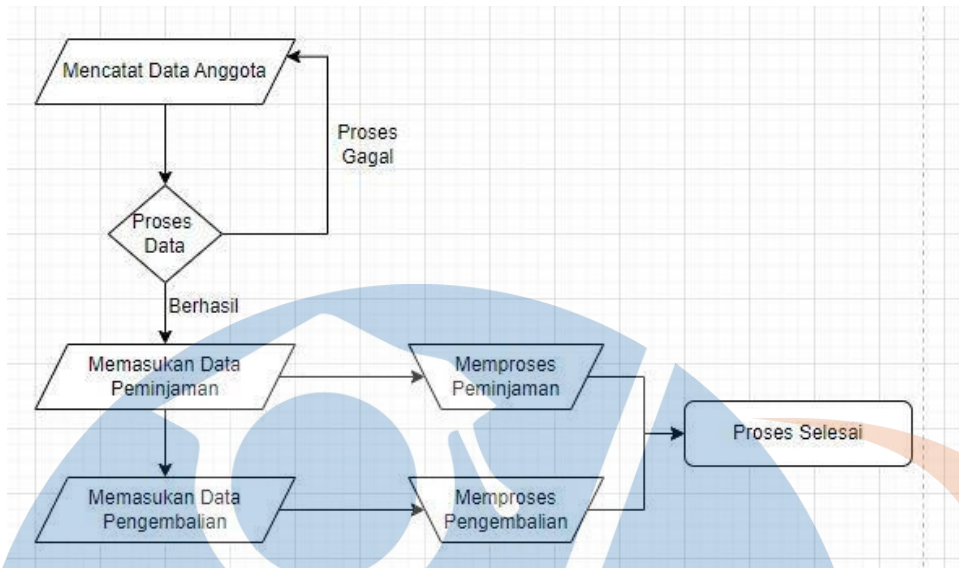 Mencatat Data Anggota
Proses
Gagal
Proses
Data
Berhasil
Memasukan Data
Peminjaman
Memproses
Peminjaman
Proses Selesai
Memasukan Data
Pengembalian
Memproses
Pengembalian